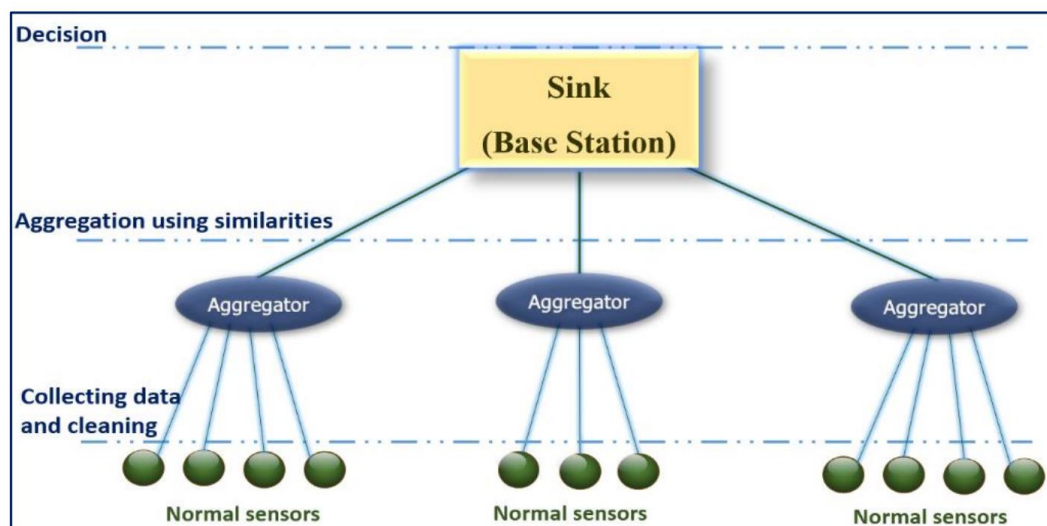 Decision
Sink
(Base Station)
Aggregation using similarities
Aggregator
Aggregator
Aggregator
Collecting data
and cleaning
Normal sensors
Normal sensors
Normal sensors